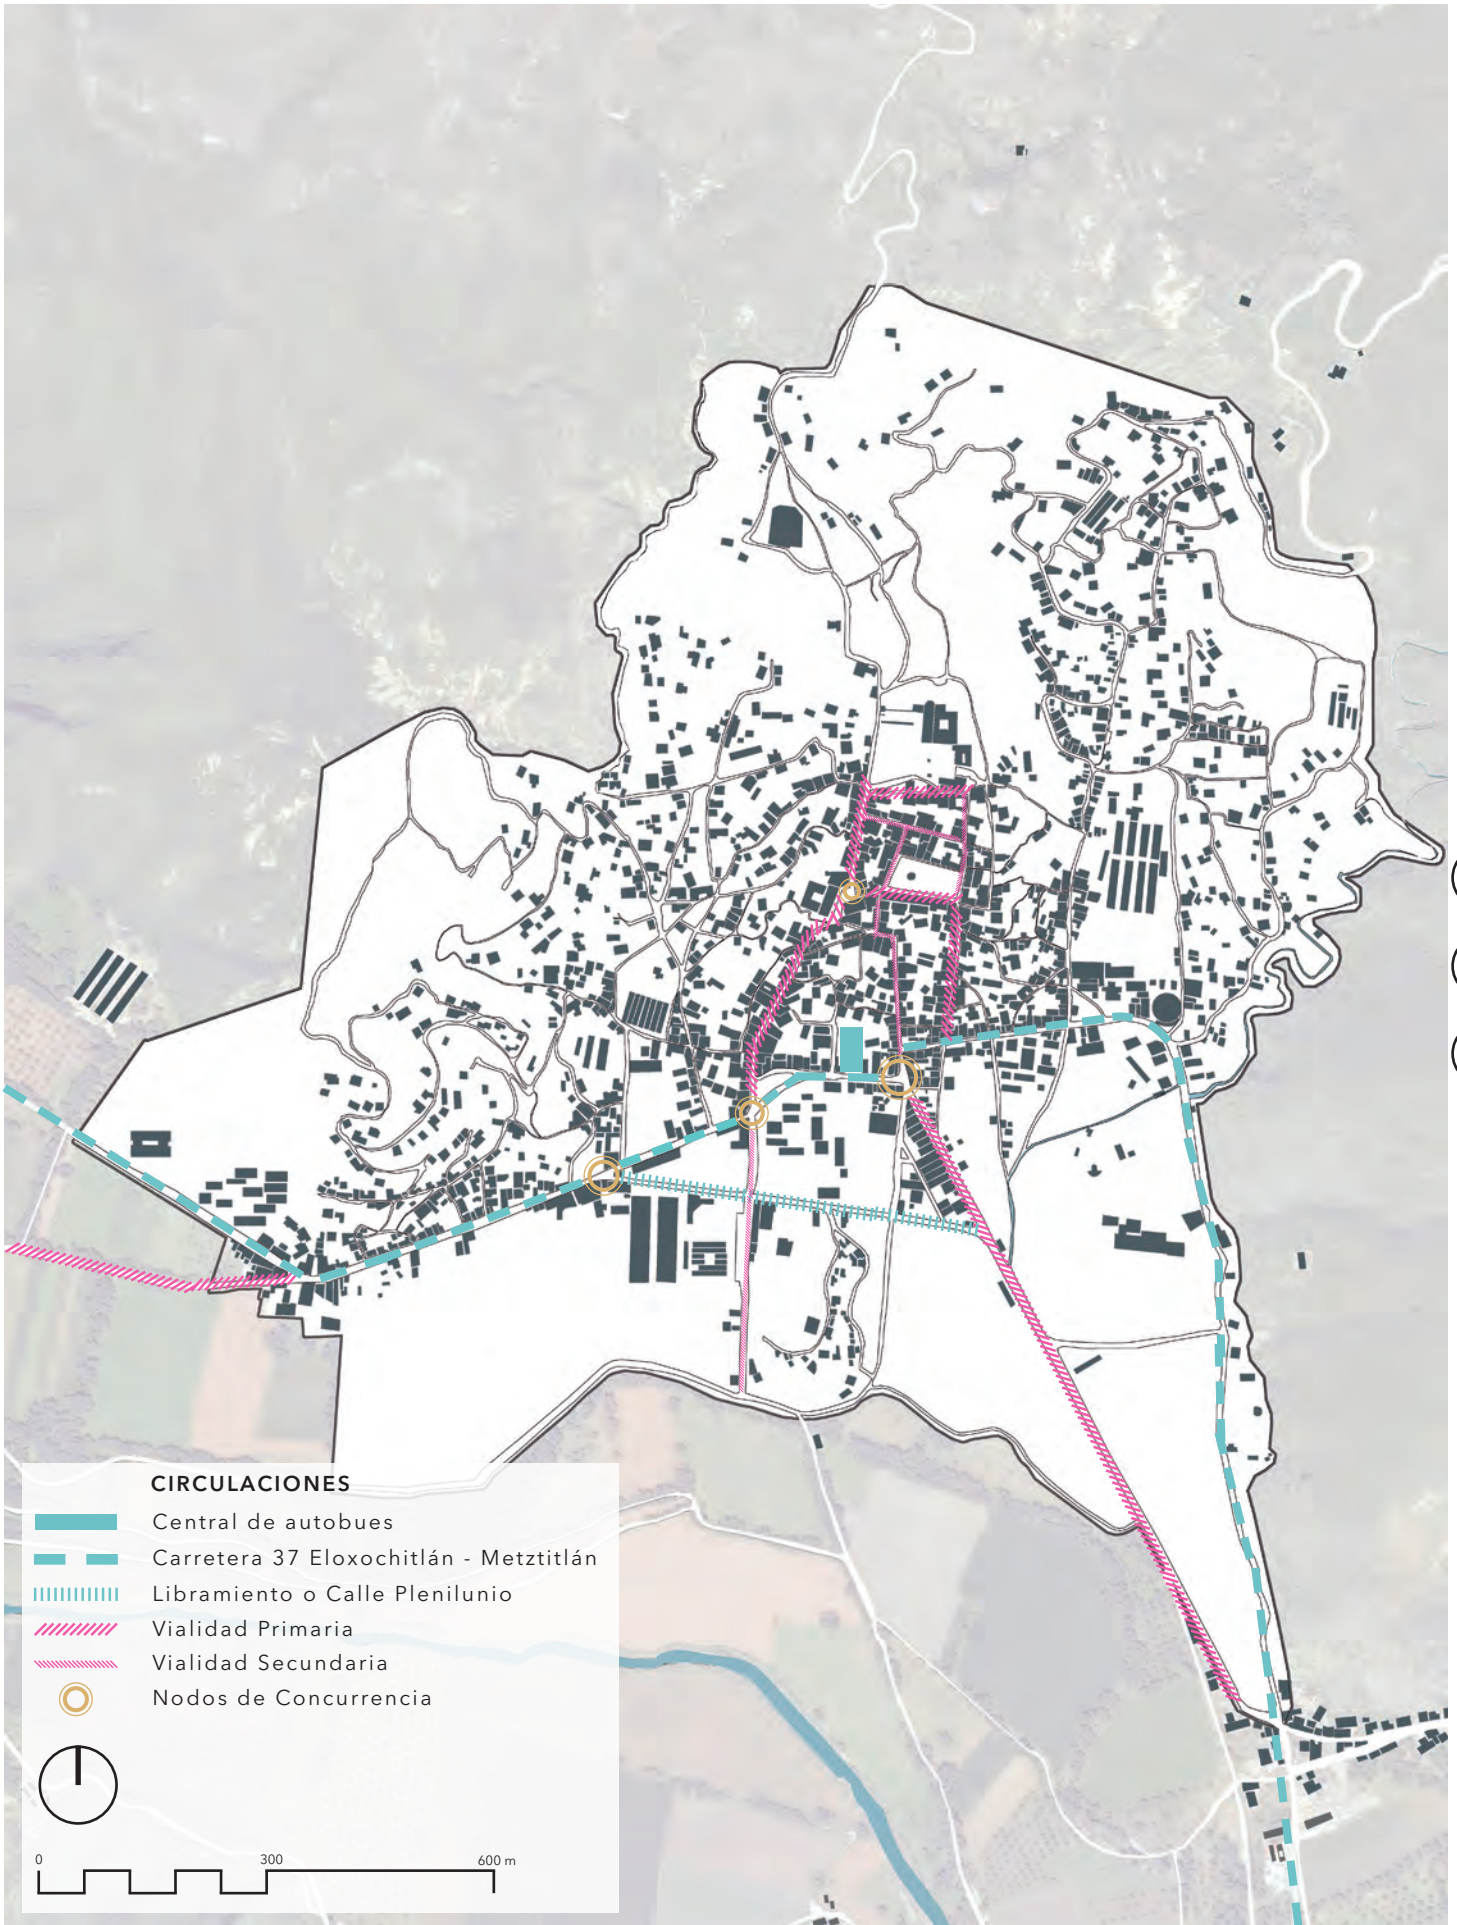 CIRCULACIONES
Central de autobues
Carretera 37 Eloxochitlán - Metztitlán
Libramiento o Calle Plenilunio
Vialidad Primaria
Vialidad Secundaria
Nodos de Concurrencia
0 300 600 m